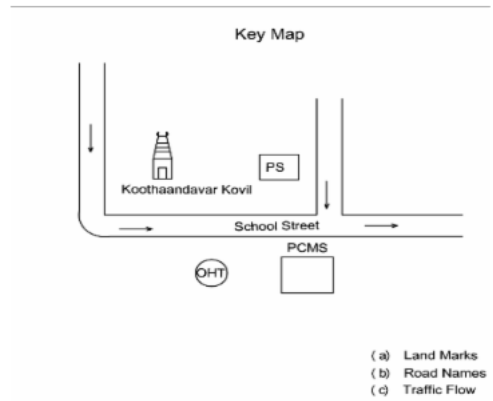 Key Map
PS
Koothaandavar Kovil
School Street
PCMS
OHT
(a) Land Marks
(b) Road Names
(c) Traffic Flow